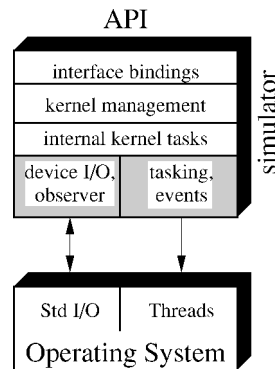 API
interface bindings
kernel management
internal kernel tasks
device I/O, tasking,
observer events
simulator
Std I/O Threads
Operating System